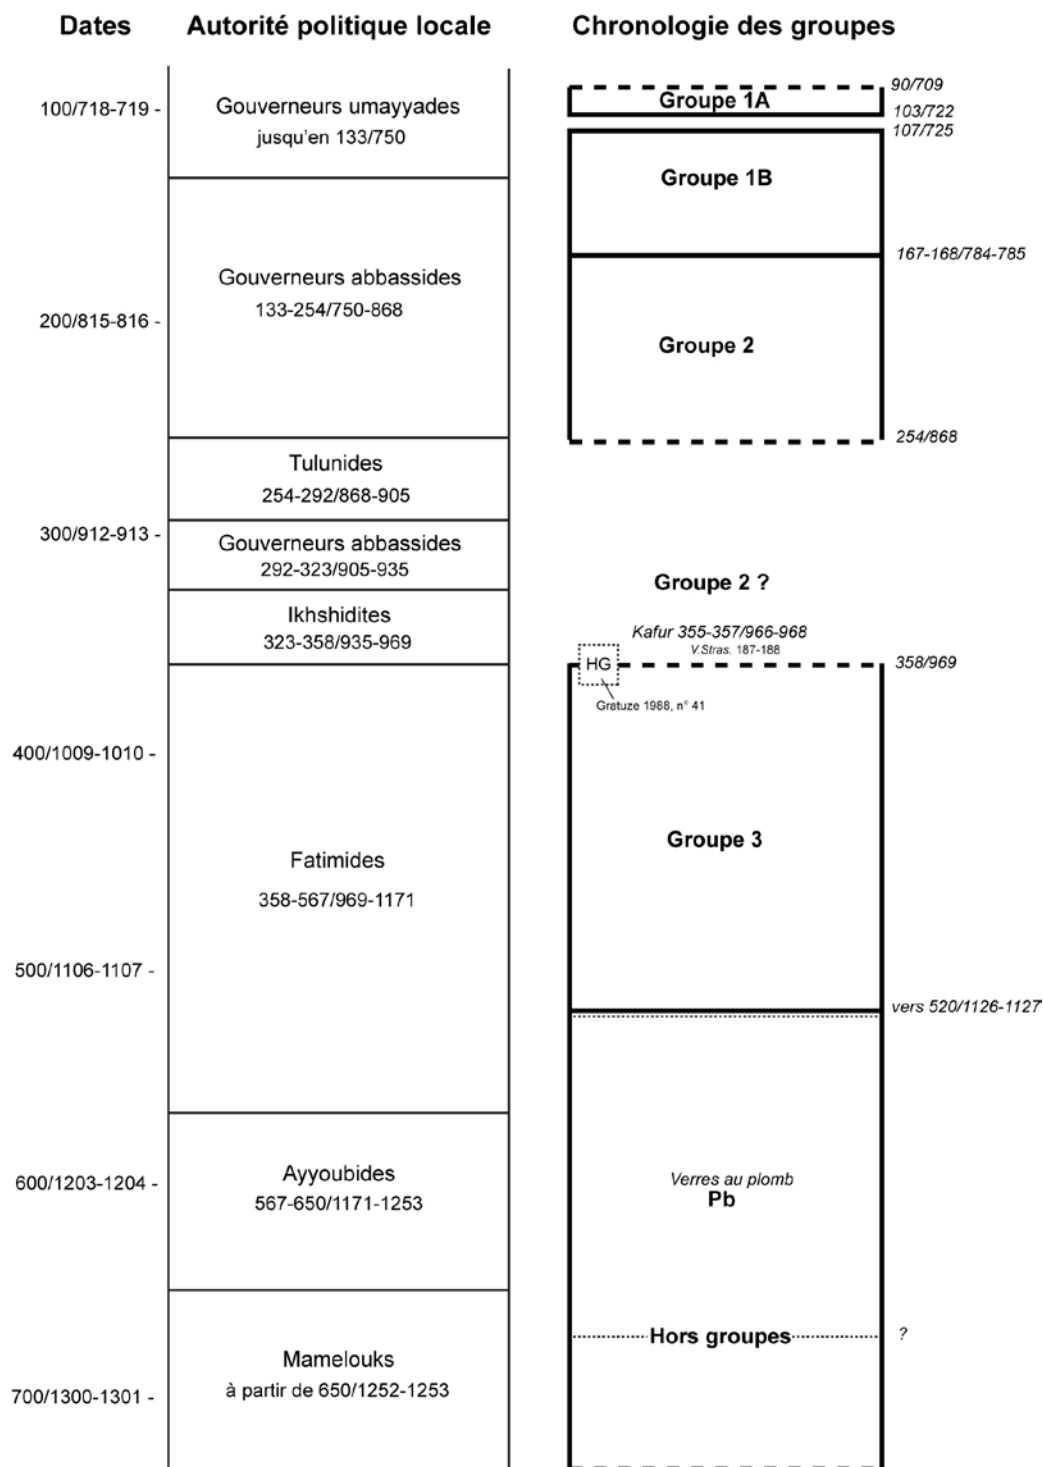 Dates
Autorité politique locale
Chronologie des groupes
100/718-719 -
200/815-816 -
300/912-913 -
400/1009-1010 -
500/1106-1107 -
600/1203-1204 -
700/1300-1301 -
Gouverneurs umayyades
jusqu'en 133/750
Gouverneurs abbassides
133-254/750-868
Tulunides
254-292/868-905
Gouverneurs abbassides
292-323/905-935
Ikhshidites
323-358/935-969
Fatimides
358-567/969-1171
Ayyoubides
567-650/1171-1253
Mamelouks
à partir de 650/1252-1253
90/709
Groupe 1A
103/722
107/725
Groupe 1B
167-168/784-785
Groupe 2
254/868
Groupe 2 ?
Kafur 355-357/966-968
V.Stras. 187-188
HG
358/969
Gratuze 1988, n° 41
Groupe 3
vers 520/1126-1127
Verres au plomb
Pb
Hors groupes
?